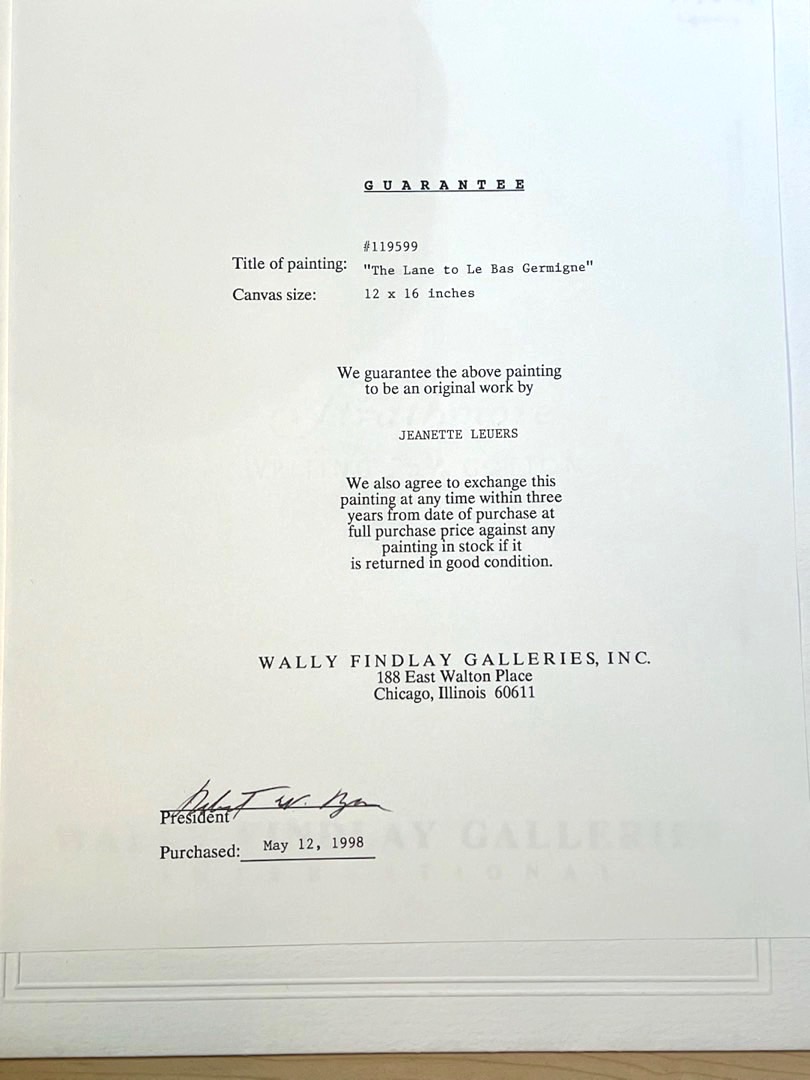 G U A R A N T E E
#119599
Title of painting: "The Lane to Le Bas Germigne"
Canvas size: 12 x 16 inches
We guarantee the above painting
to be an original work by
JEANETTE LEUERS
We also agree to exchange this
painting at any time within three
years from date of purchase at
full purchase price against any
painting in stock if it
is returned in good condition.
WALLY FINDLAY GALLERIES, INC.
188 East Walton Place
Chicago, Illinois 60611
President
Purchased: May 12, 1998